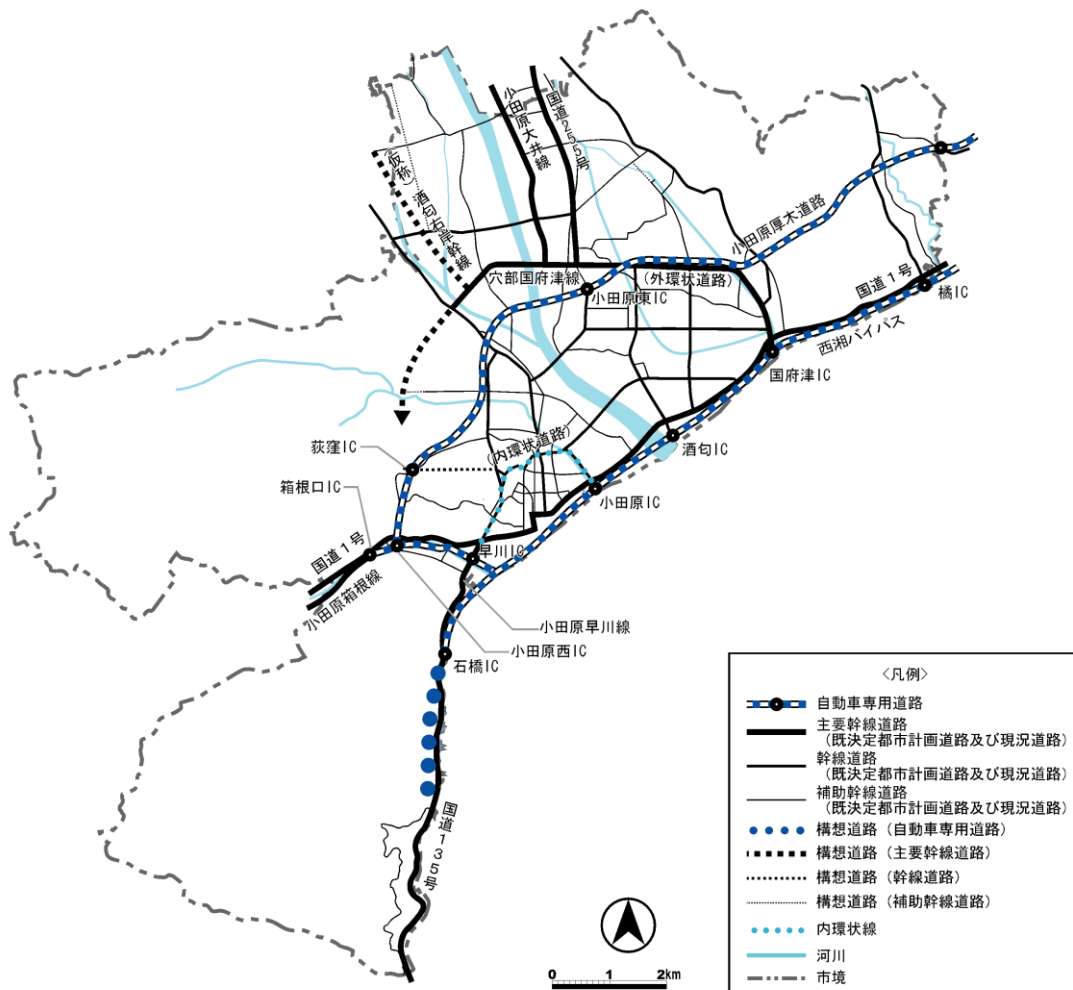 小田原大井線
国道255号
(仮称)酒匂右岸幹線
小田原厚木道路
穴部国府津線
(外環状道路)
小田原東IC
国道1号
橘IC
西湘バイパス
国府津IC
酒匂IC
(内環状道路)
荻窪IC
箱根口IC
小田原IC
早川IC
国道1号
小田原箱根線
小田原早川線
小田原西IC
石橋IC
国道135号
〈凡例〉
自動車専用道路
主要幹線道路
(既決定都市計画道路及び現況道路)
幹線道路
(既決定都市計画道路及び現況道路)
補助幹線道路
(既決定都市計画道路及び現況道路)
構想道路(自動車専用道路)
構想道路(主要幹線道路)
構想道路(幹線道路)
構想道路(補助幹線道路)
内環状線
河川
市境
0 1 2km